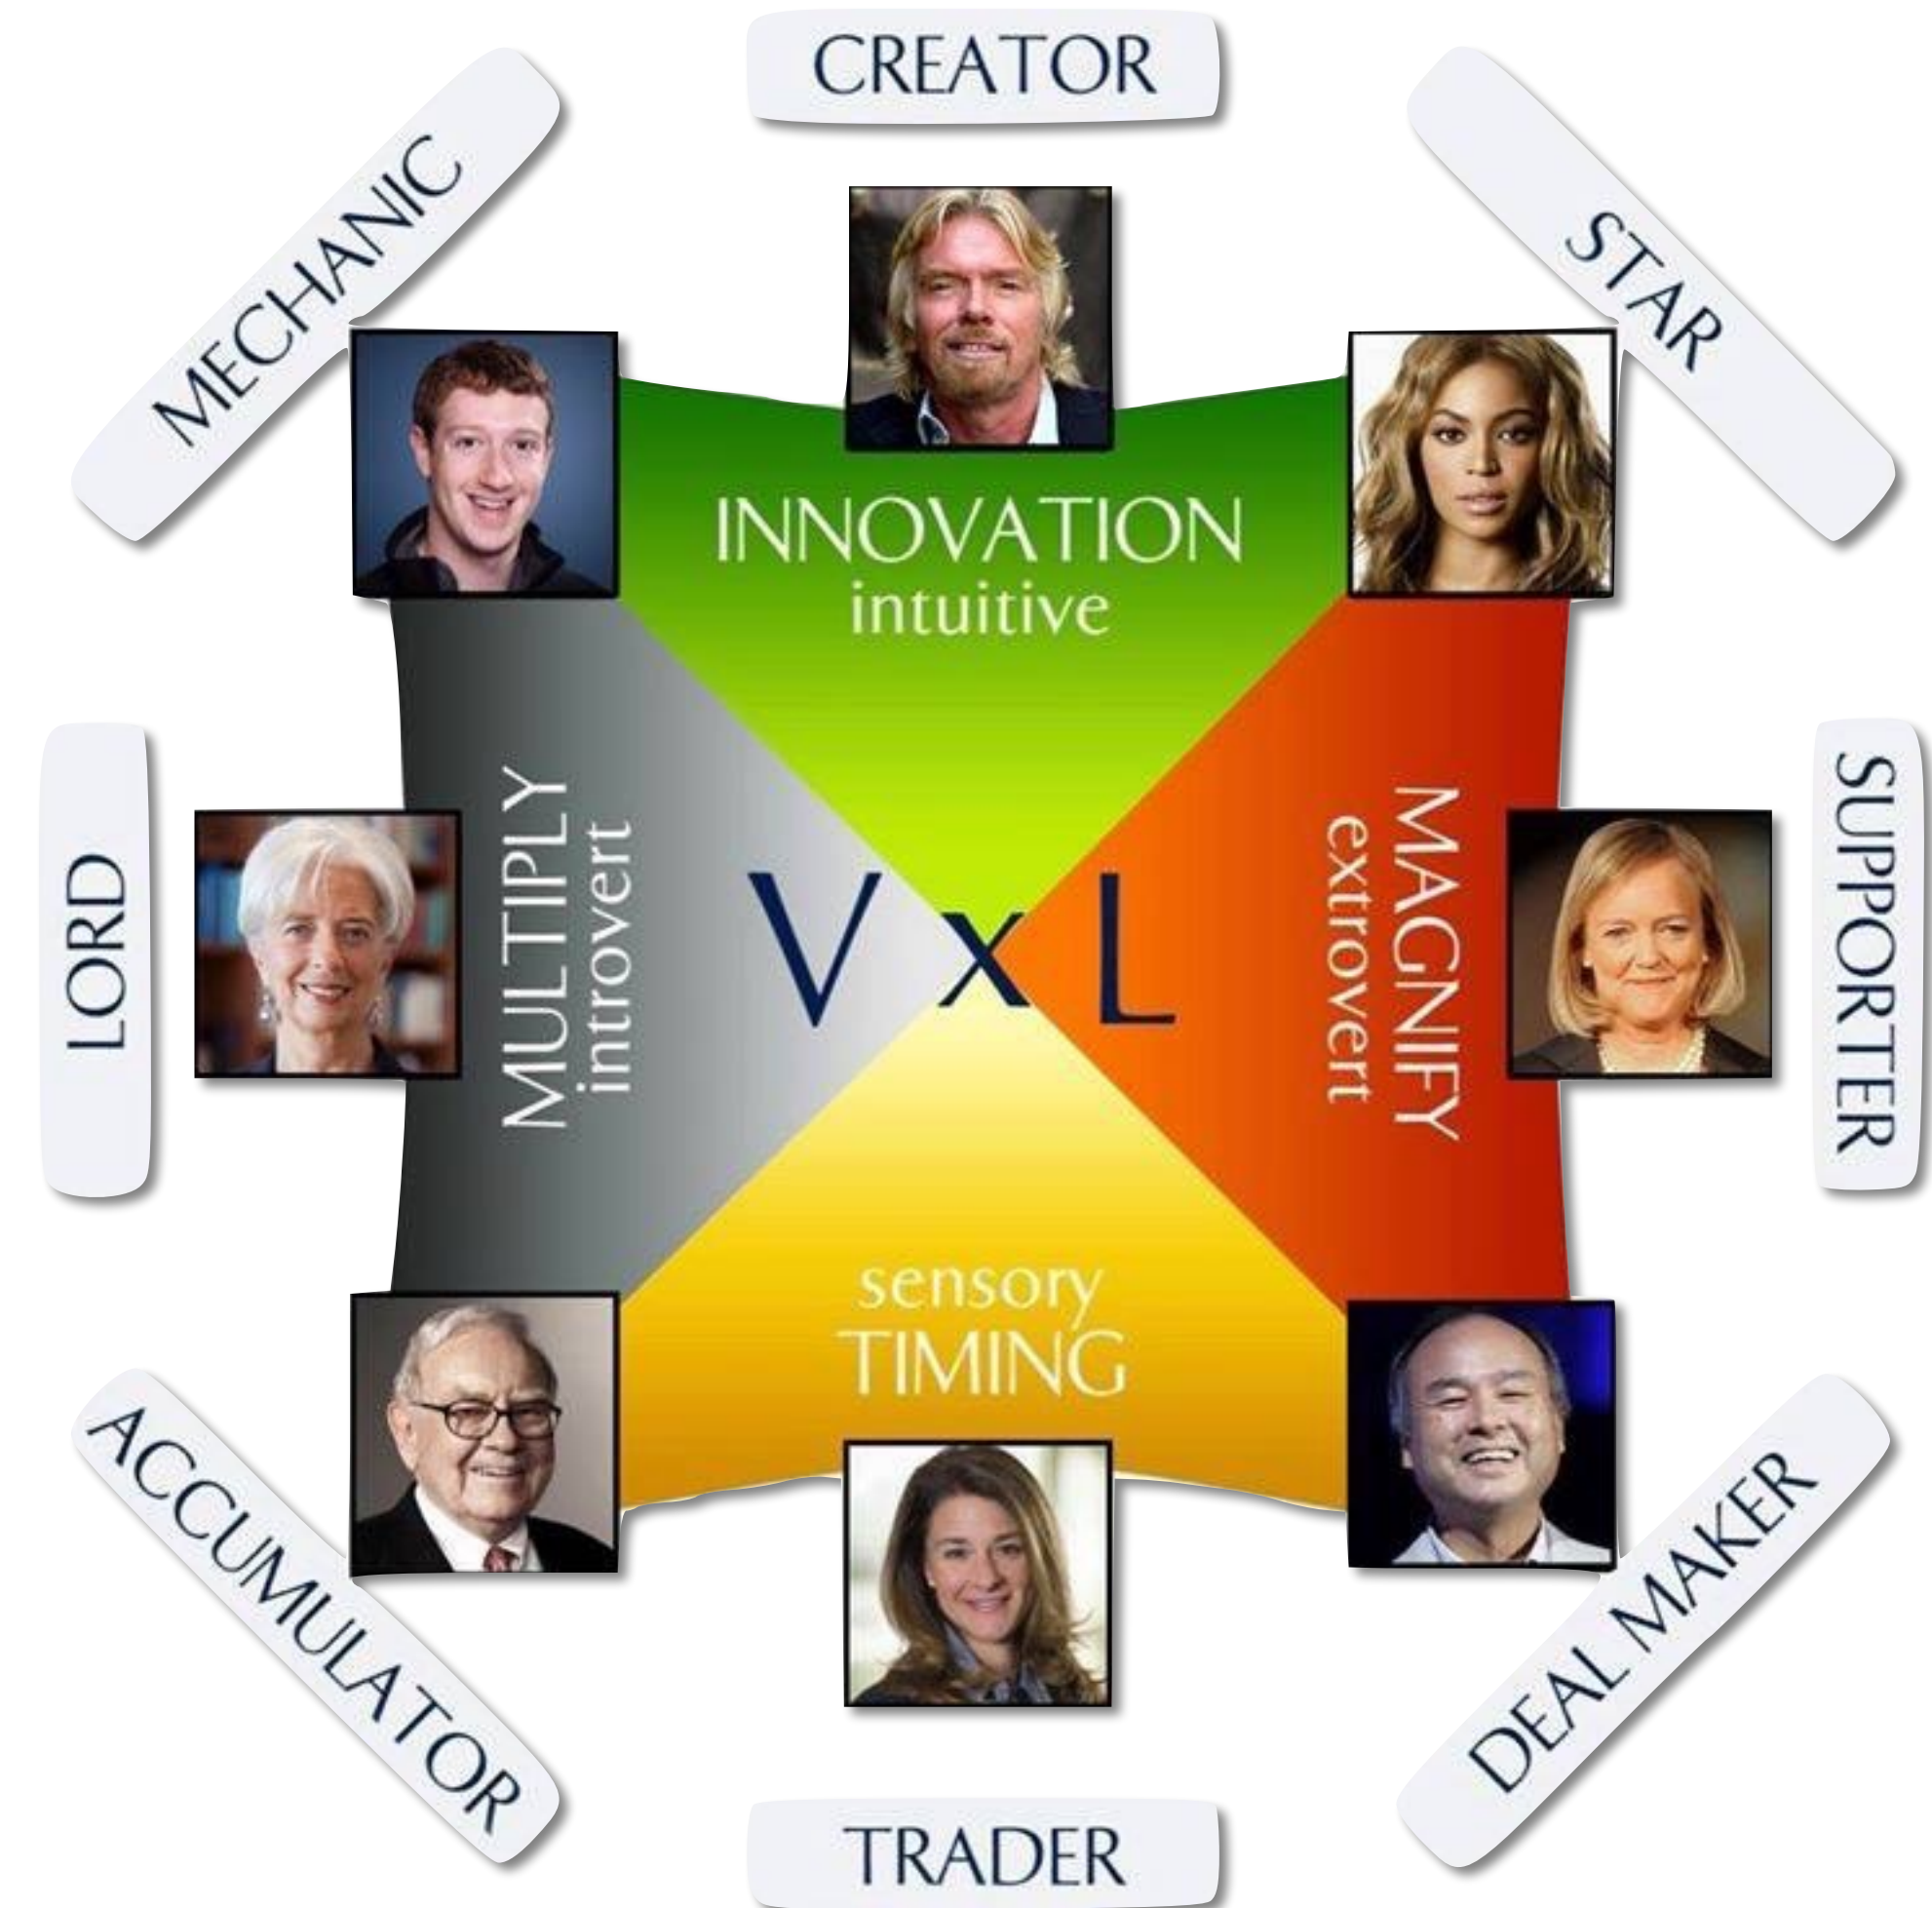 CREATOR
MECHANIC
STAR
INNOVATION
intuitive
LORD
MULTIPLY
introvert
V x L
MAGNIFY
extrovert
SUPPORTER
sensory
TIMING
ACCUMULATOR
DEAL MAKER
TRADER